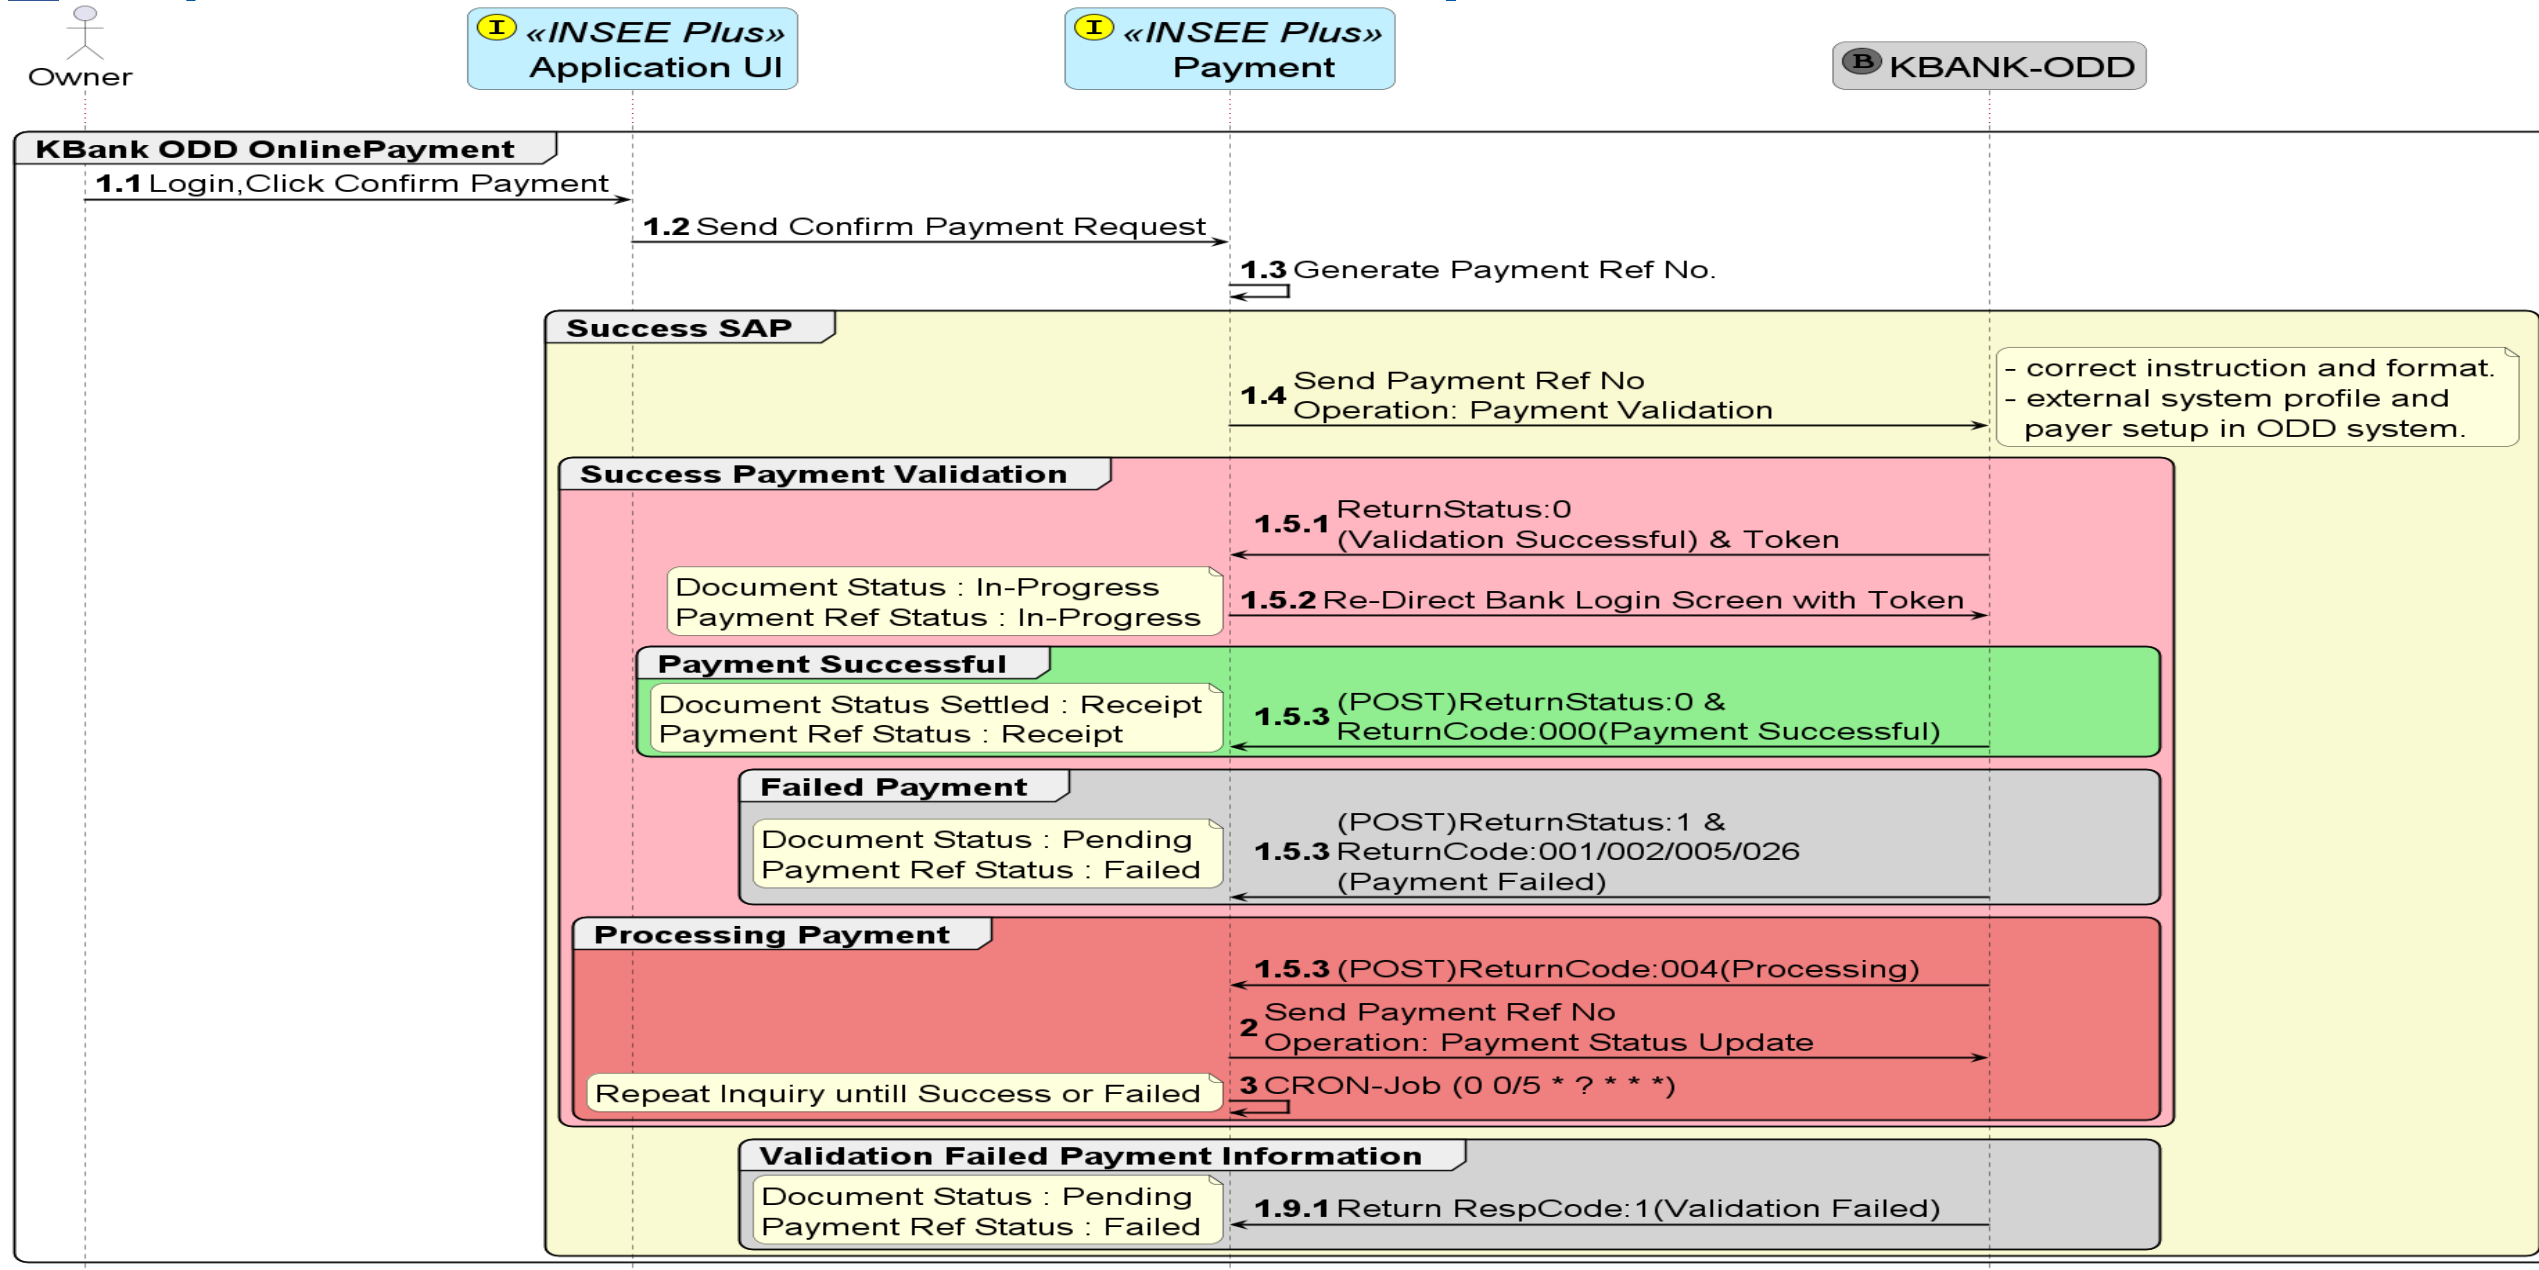 Owner
I «INSEE Plus»
Application UI
I «INSEE Plus»
Payment
B KBANK-ODD
KBank ODD OnlinePayment
1.1 Login,Click Confirm Payment
1.2 Send Confirm Payment Request
1.3 Generate Payment Ref No.
Success SAP
1.4 Send Payment Ref No
Operation: Payment Validation
- correct instruction and format.
- external system profile and
payer setup in ODD system.
Success Payment Validation
1.5.1 ReturnStatus:0
(Validation Successful) & Token
Document Status : In-Progress
Payment Ref Status : In-Progress
1.5.2 Re-Direct Bank Login Screen with Token
Payment Successful
Document Status Settled : Receipt
Payment Ref Status : Receipt
1.5.3 (POST)ReturnStatus:0 &
ReturnCode:000(Payment Successful)
Failed Payment
Document Status : Pending
Payment Ref Status : Failed
1.5.3 (POST)ReturnStatus:1 &
ReturnCode:001/002/005/026
(Payment Failed)
Processing Payment
1.5.3 (POST)ReturnCode:004(Processing)
2 Send Payment Ref No
Operation: Payment Status Update
Repeat Inquiry untill Success or Failed
3 CRON-Job (0 0/5 * ? * * *)
Validation Failed Payment Information
Document Status : Pending
Payment Ref Status : Failed
1.9.1 Return RespCode:1(Validation Failed)